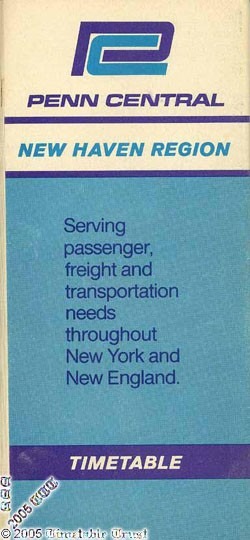 PENN CENTRAL
NEW HAVEN REGION
Serving
passenger,
freight and
transportation
needs
throughout
New York and
New England.
TIMETABLE
© 2005 Timetable Trust